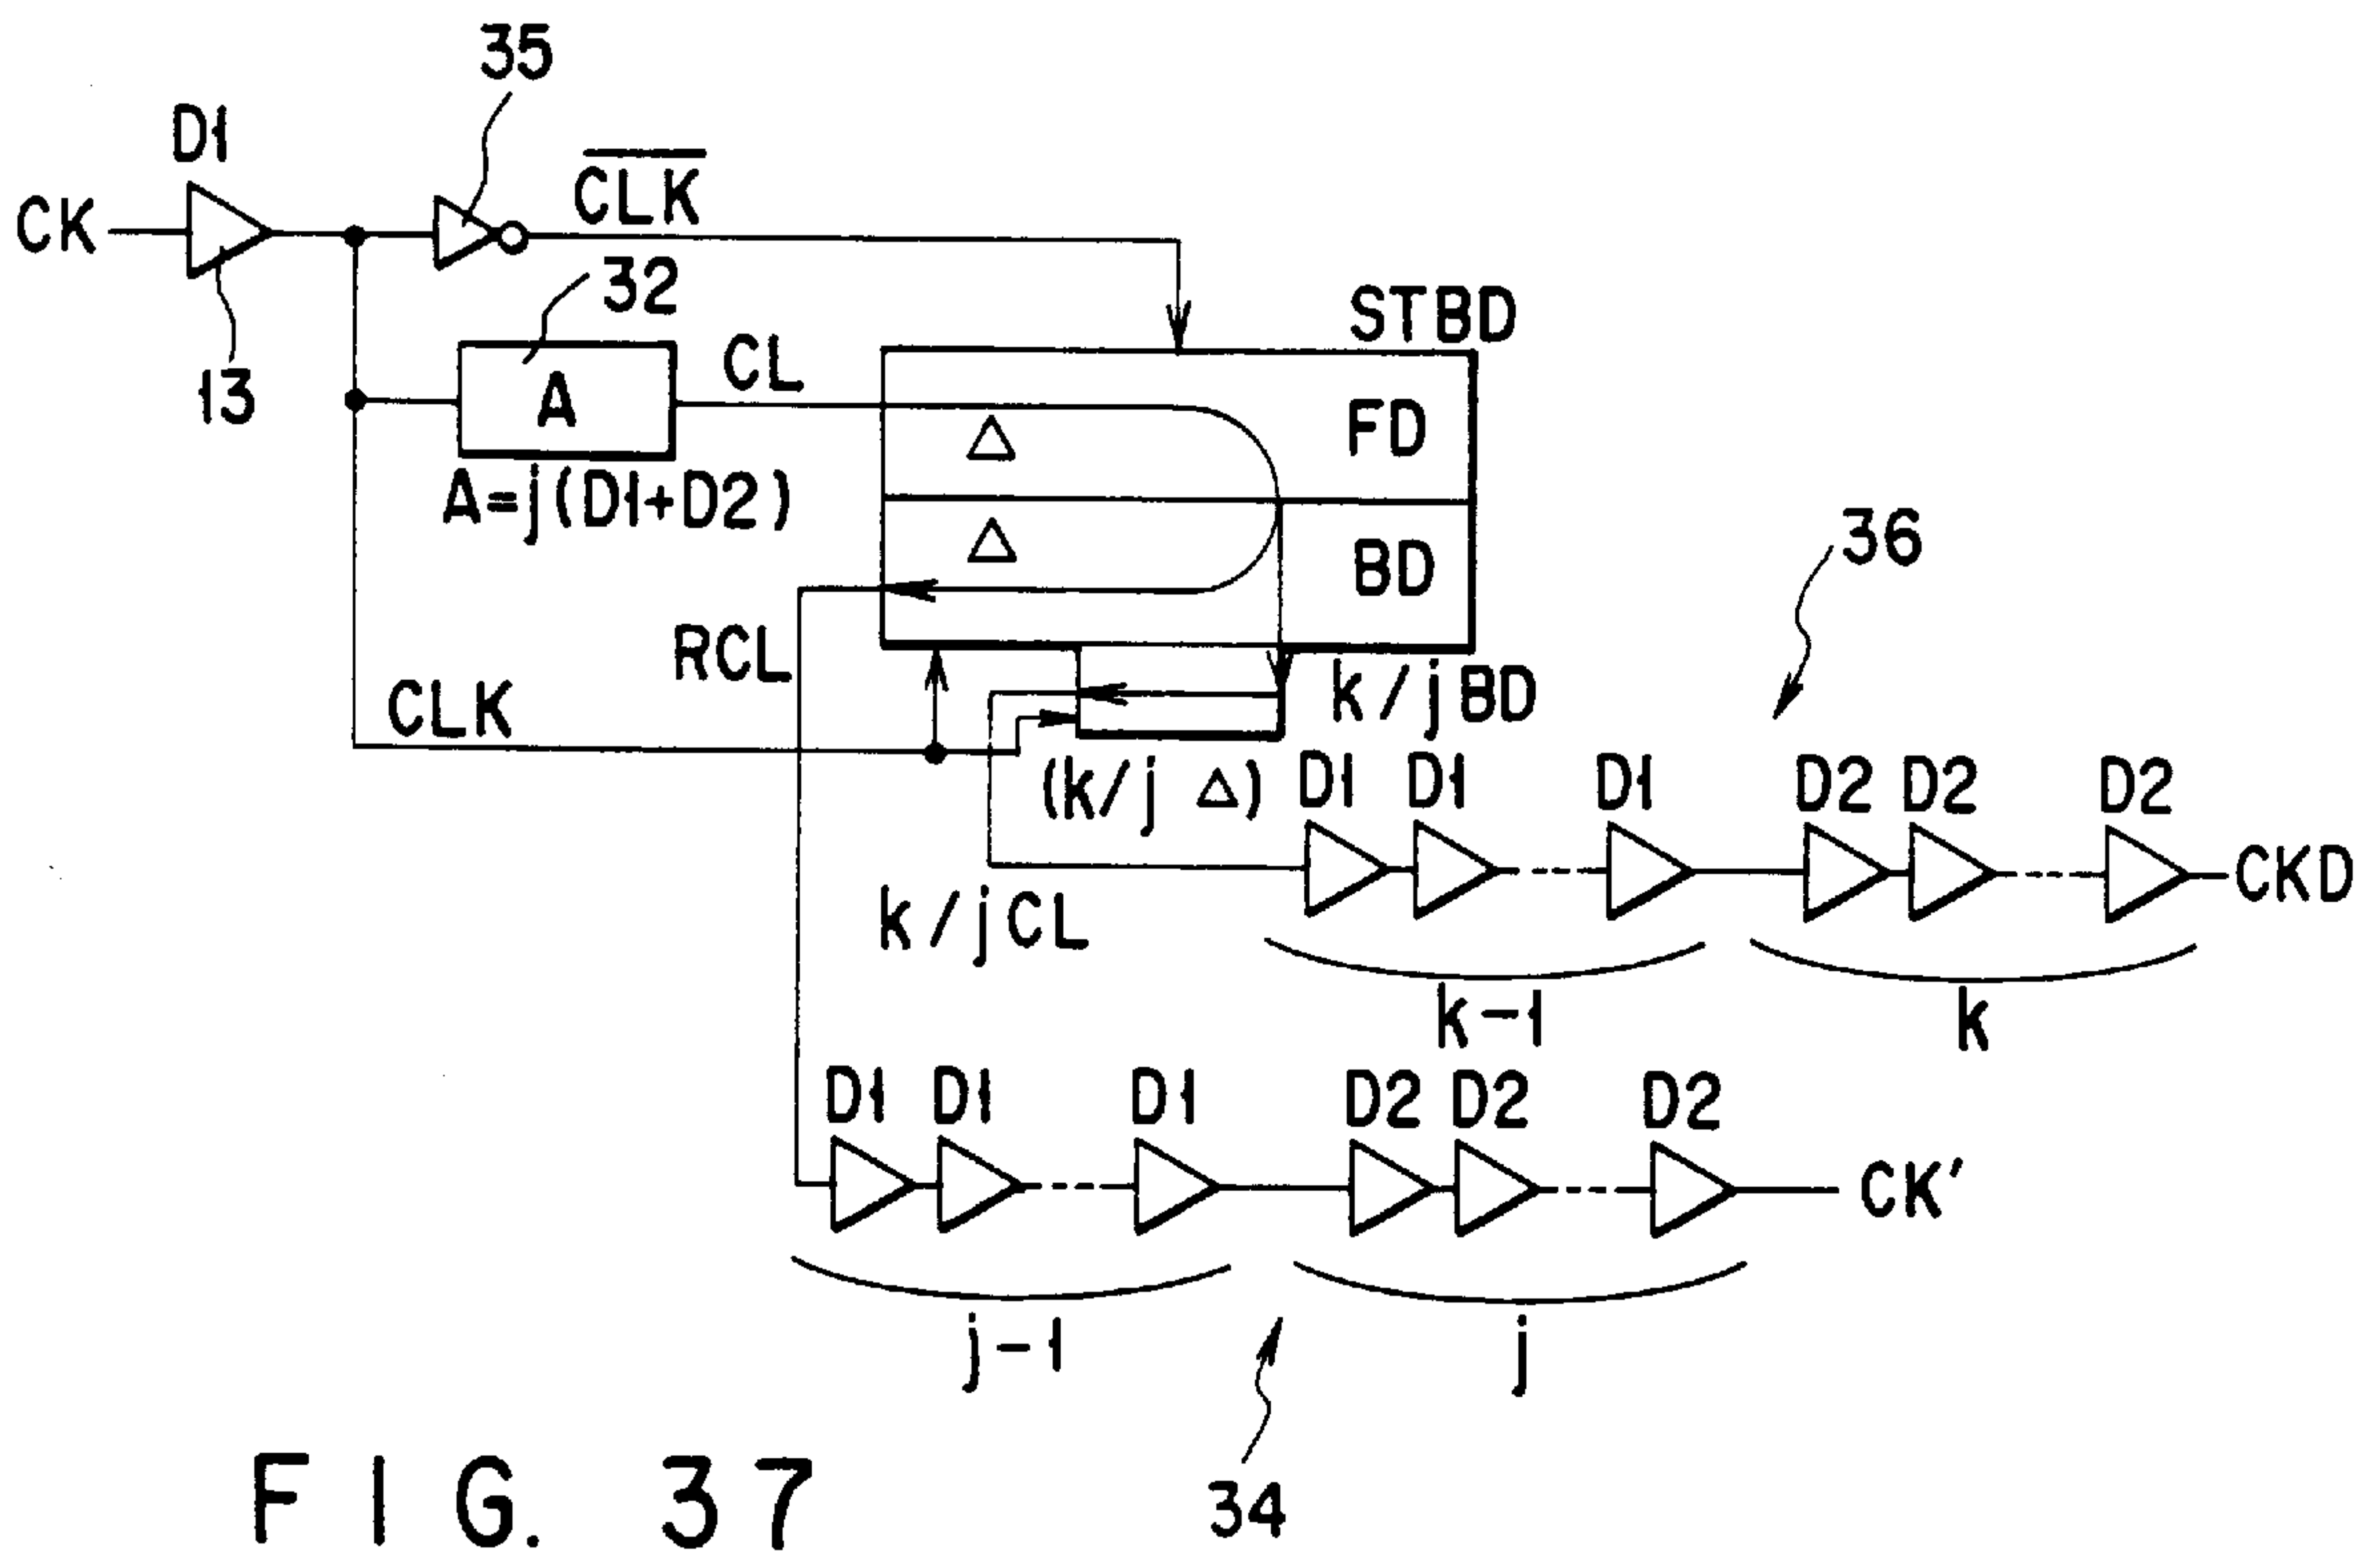 35
D1
CK
CLK
32
STBD
13
A
CL
FD
A=j(D1+D2)
Δ
Δ
BD
36
RCL
k/jBD
CLK
(k/j Δ)
D1 D1 D1 D2 D2 D2
CKD
k/jCL
k-1 k
D1 D1 D1 D2 D2 D2
CK'
j-1 j
34
FIG. 37